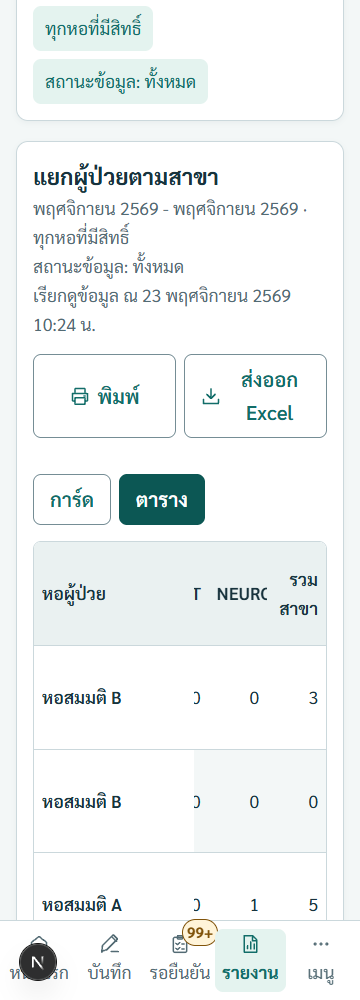 ทุกหอที่มีสิทธิ์
สถานะข้อมูล: ทั้งหมด
แยกผู้ป่วยตามสาขา
พฤศจิกายน 2569 - พฤศจิกายน 2569 ·
ทุกหอที่มีสิทธิ์
สถานะข้อมูล: ทั้งหมด
เรียกดูข้อมูล ณ 23 พฤศจิกายน 2569
10:24 น.
พิมพ์
ส่งออก
Excel
การ์ด ตาราง
หอผู้ป่วย T รวม
สาขา
หอสมมติ B 0 0 3
หอสมมติ B 0 0 0
หอสมมติ A 0 1 5
99+
N บันทึก รอยืนยัน รายงาน เมนู